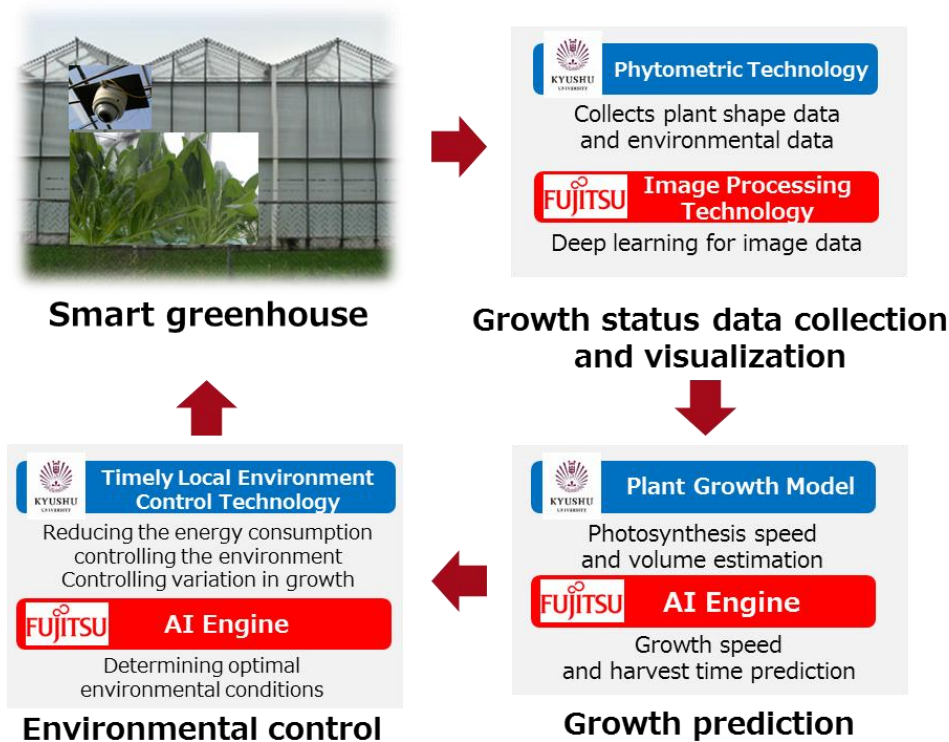 KYUSHU
UNIVERSITY
Phytometric Technology
Collects plant shape data
and environmental data
FUJITSU
Image Processing
Technology
Deep learning for image data
Smart greenhouse
Growth status data collection
and visualization
KYUSHU
UNIVERSITY
Timely Local Environment
Control Technology
Reducing the energy consumption
controlling the environment
Controlling variation in growth
FUJITSU
AI Engine
Determining optimal
environmental conditions
Environmental control
KYUSHU
UNIVERSITY
Plant Growth Model
Photosynthesis speed
and volume estimation
FUJITSU
AI Engine
Growth speed
and harvest time prediction
Growth prediction